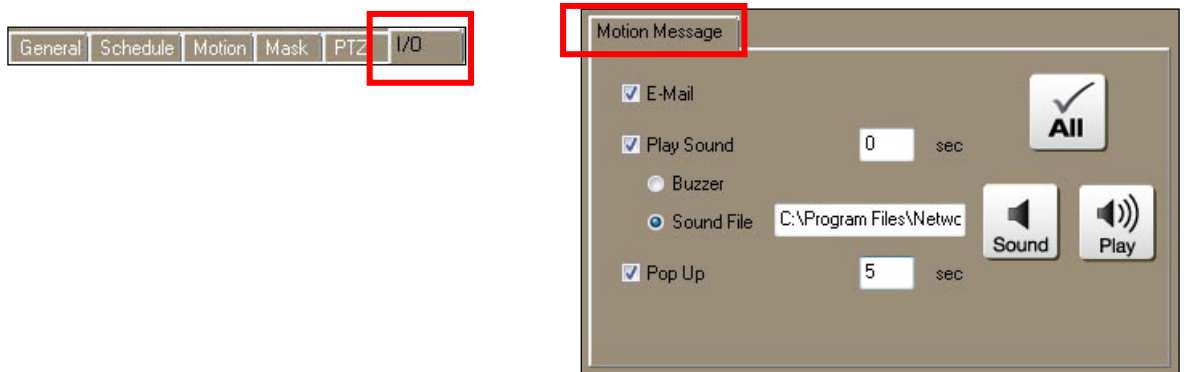 General Schedule Motion Mask PTZ I/O
Motion Message
E-Mail
All
Play Sound 0 sec
Buzzer
Sound File C:\Program Files\Netwo
Sound Play
Pop Up 5 sec